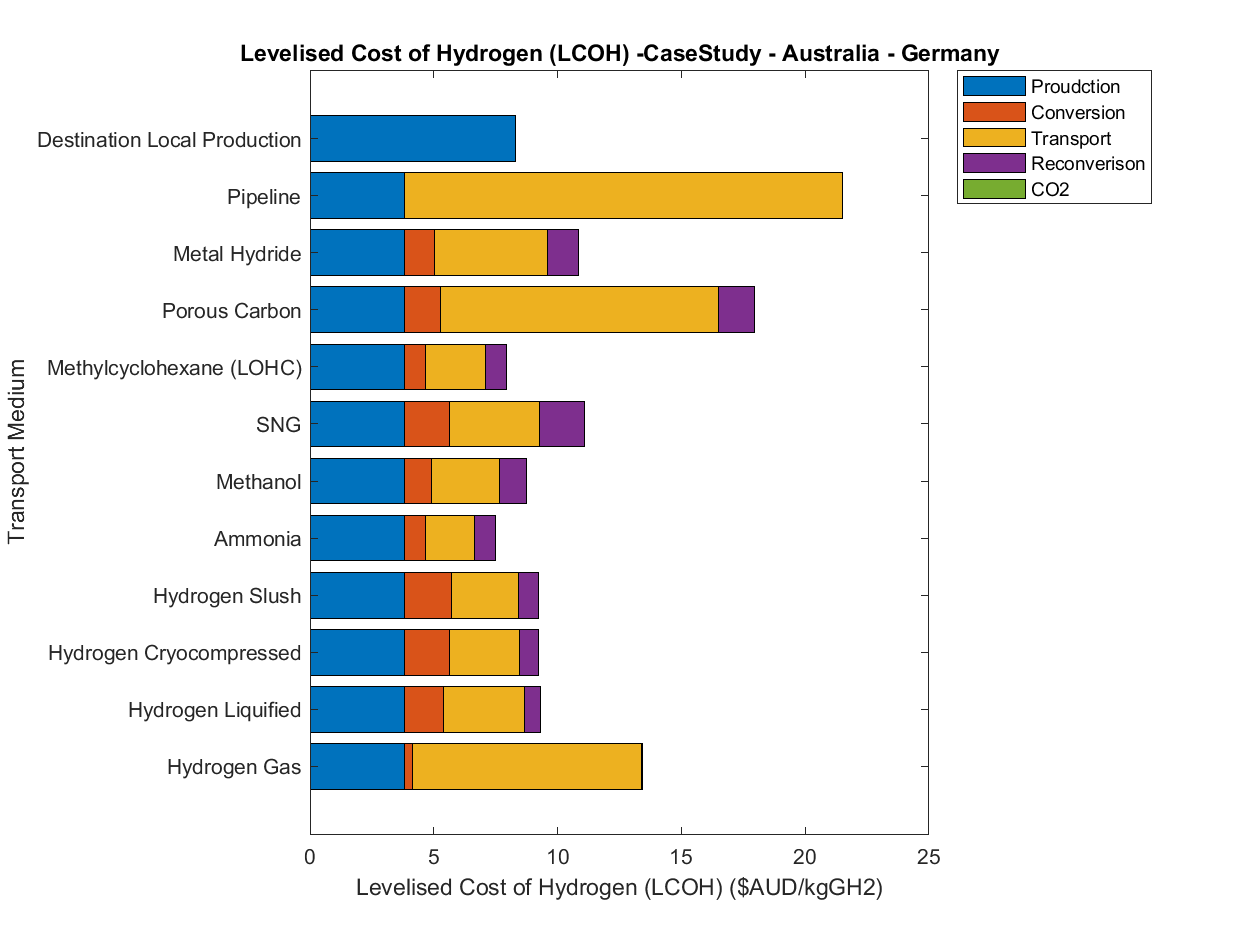 Levelised Cost of Hydrogen (LCOH) -CaseStudy - Australia - Germany
Proudction
Conversion
Transport
Reconverison
CO2
Transport Medium
Destination Local Production
Pipeline
Metal Hydride
Porous Carbon
Methylcyclohexane (LOHC)
SNG
Methanol
Ammonia
Hydrogen Slush
Hydrogen Cryocompressed
Hydrogen Liquified
Hydrogen Gas
0 5 10 15 20 25
Levelised Cost of Hydrogen (LCOH) ($AUD/kgGH2)